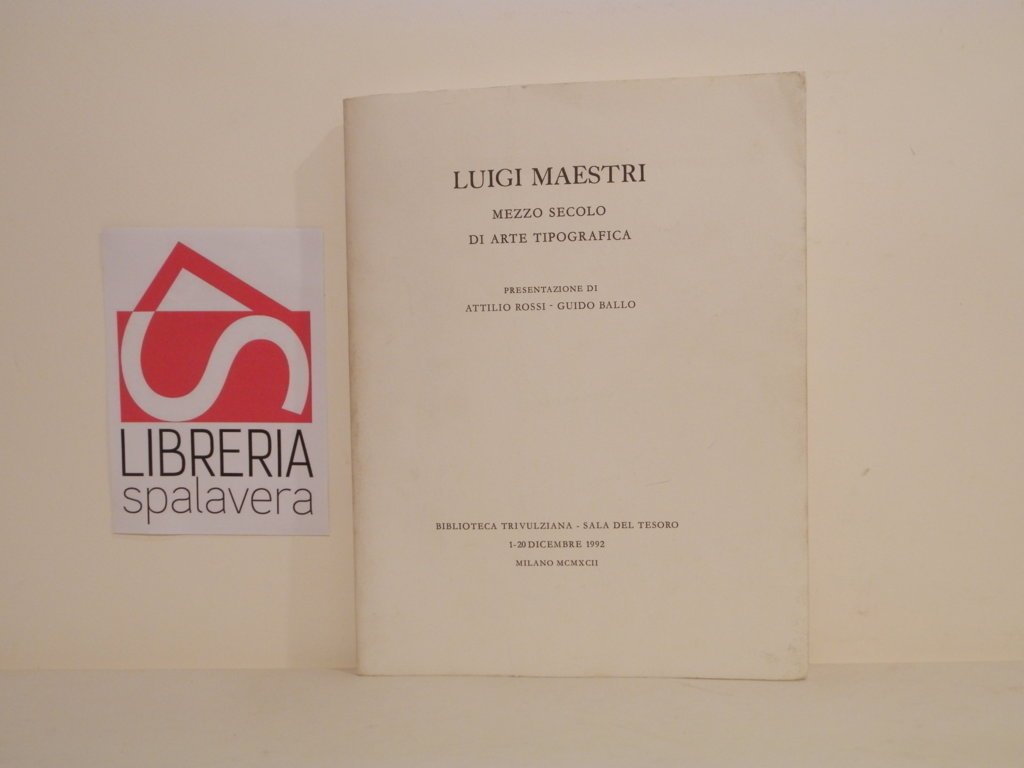 LIBRERIA
spalavera
LUIGI MAESTRI
MEZZO SECOLO
DI ARTE TIPOGRAFICA
PRESENTAZIONE DI
ATTILIO ROSSI - GUIDO BALLO
BIBLIOTECA TRIVULZIANA - SALA DEL TESORO
1-20 DICEMBRE 1992
MILANO MCMXCII